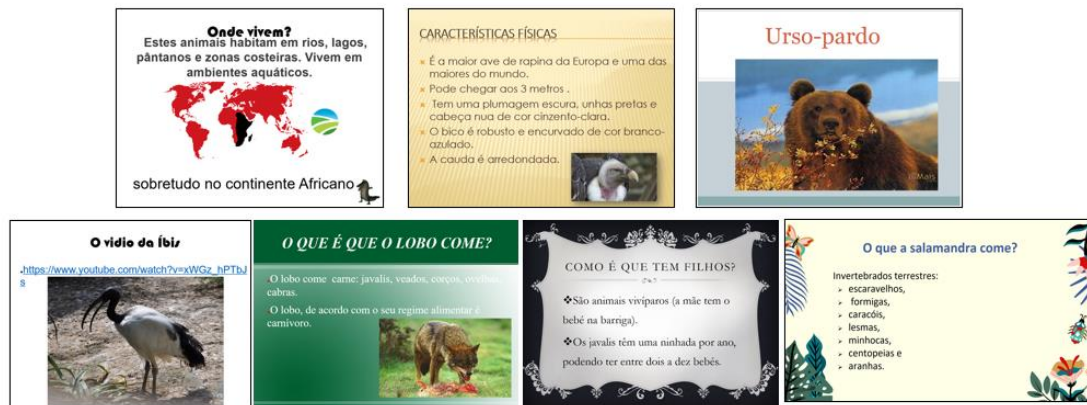 Onde vivem?
Estes animais habitam em rios, lagos,
pântanos e zonas costeiras. Vivem em
ambientes aquáticos.
sobretudo no continente Africano
CARACTERÍSTICAS FÍSICAS
É a maior ave de rapina da Europa e uma das
maiores do mundo.
Pode chegar aos 3 metros .
Tem uma plumagem escura, unhas pretas e
cabeça nua de cor cinzento-clara.
O bico é robusto e encurvado de cor branco-
azulado.
A cauda é arredondada.
Urso-pardo
O vidio da Íbis
https://www.youtube.com/watch?v=xWGz_hPTbJ
s
O QUE É QUE O LOBO COME?
O lobo come carne: javalis, veados, corços, ovelhas,
cabras.
O lobo, de acordo com o seu regime alimentar é
carnívoro.
COMO É QUE TEM FILHOS?
❖São animais vivíparos (a mãe tem o
bebé na barriga).
❖Os javalis têm uma ninhada por ano,
podendo ter entre dois a dez bebés.
O que a salamandra come?
Invertebrados terrestres:
➢ escaravelhos,
➢ formigas,
➢ caracóis,
➢ lesmas,
➢ minhocas,
➢ centopeias e
➢ aranhas.